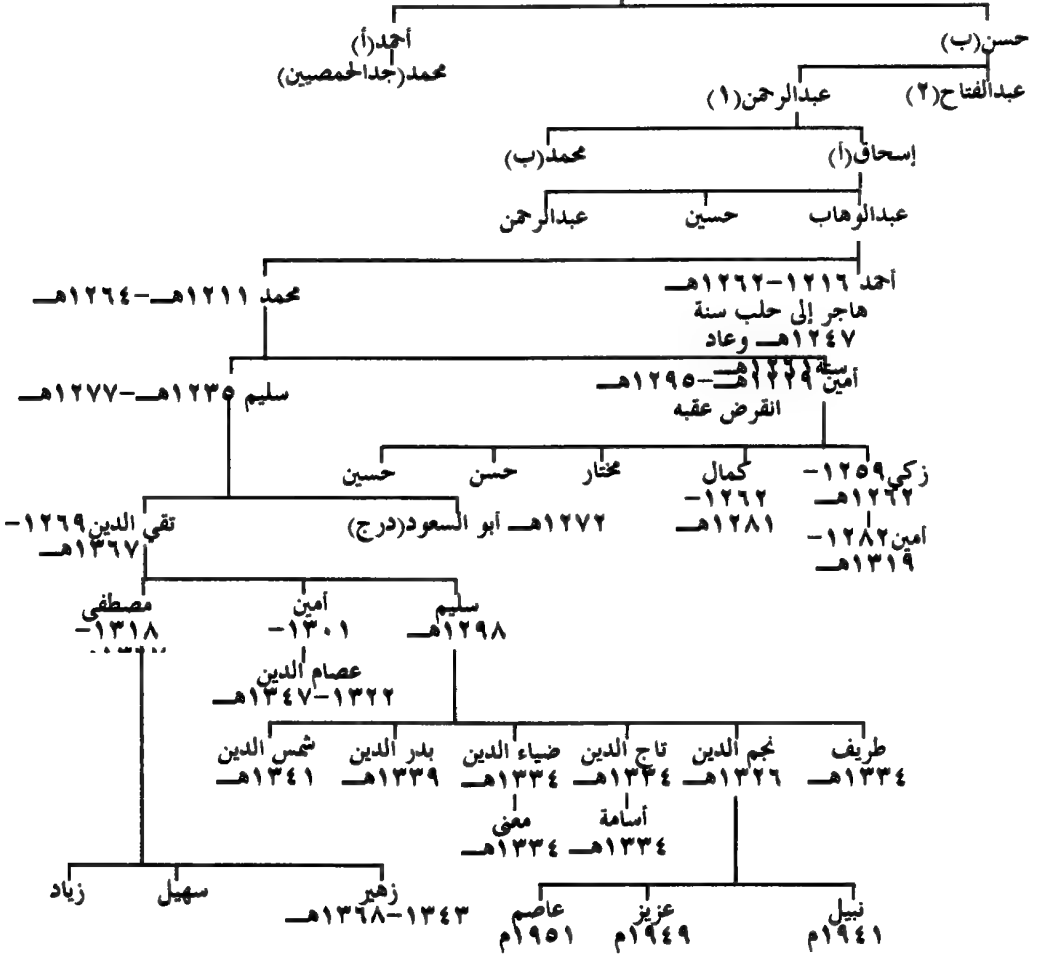 حسن(ب)
أحمد(أ)
محمد(جدالحمصيين)
عبدالفتاح(٢)
عبدالرحمن(١)
إسحاق(أ)
محمد(ب)
عبدالوهاب
حسين
عبدالرحمن
أحمد ١٢١٦-١٢٦٢هـ
هاجر إلى حلب سنة
١٢٤٧هـ وعاد
سنة١٢٦١هـ
محمد ١٢١١هـ-١٢٦٤هـ
أمين ١٢٢٩هـ-١٢٩٥هـ
انقرض عقبه
سليم ١٢٣٥هـ-١٢٧٧هـ
زكي١٢٥٩-
١٢٦٢هـ
كمال
١٢٦٢-
١٢٨١هـ
مختار
حسن
حسين
أمين١٢٨٢-
١٣١٩هـ
١٢٧٢هـ أبو السعود(درج)
تقي الدين١٢٦٩-
١٣٦٧هـ
سليم
١٢٩٨هـ
أمين
١٣٠١-
مصطفى
١٣١٨-
عصام الدين
١٣٢٢-١٣٤٧هـ
طريف
١٣٣٤هـ
نجم الدين
١٣٢٦هـ
تاج الدين
١٣٣٤هـ
ضياء الدين
١٣٣٤هـ
بدر الدين
١٣٣٩هـ
شمس الدين
١٣٤١هـ
أسامة
١٣٣٤هـ
معنى
١٣٣٤هـ
زهير
١٣٤٣-١٣٦٨هـ
سهيل
زياد
نبيل
١٩٤١م
عزيز
١٩٤٩م
عاصم
١٩٥١م